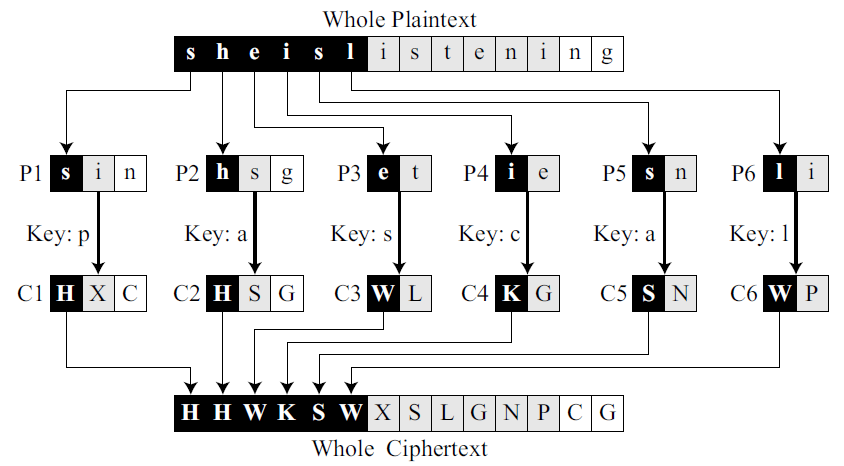 Whole Plaintext
s h e i s l i s t e n i n g
P1 s i n P2 h s g P3 e t P4 i e P5 s n P6 l i
Key: p Key: a Key: s Key: c Key: a Key: l
C1 H X C C2 H S G C3 W L C4 K G C5 S N C6 W P
H H W K S W X S L G N P C G
Whole Ciphertext